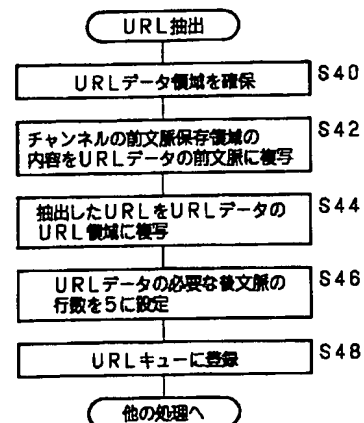 URL抽出
URLデータ領域を確保
S40
チャンネルの前文脈保存領域の
内容をURLデータの前文脈に複写
S42
抽出したURLをURLデータの
URL領域に複写
S44
URLデータの必要な後文脈の
行数を5に設定
S46
URLキューに登録
S48
他の処理へ